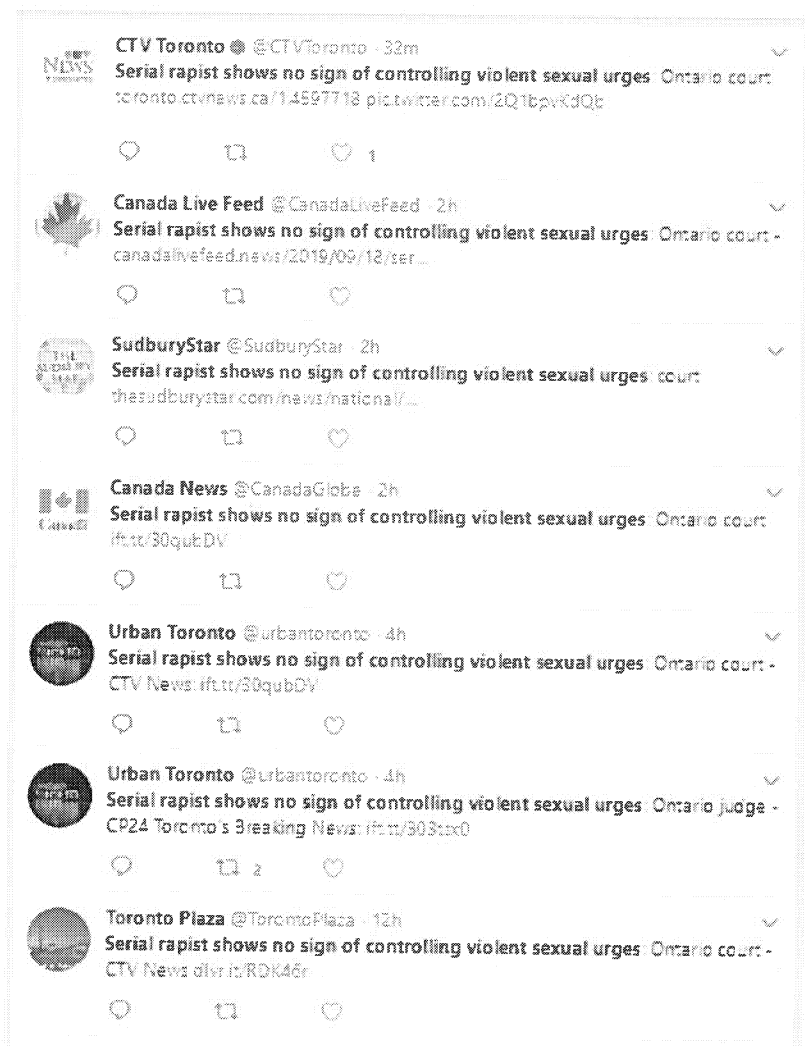 CTV Toronto @CTVToronto · 32m
NEWS
Serial rapist shows no sign of controlling violent sexual urges: Ontario court
toronto.ctvnews.ca/1.4597718 pic.twitter.com/2Q1bpvKdQb
1
Canada Live Feed @CanadaLiveFeed · 2h
Serial rapist shows no sign of controlling violent sexual urges: Ontario court -
canadalivefeed.news/2019/09/18/ser...
SudburyStar @SudburyStar · 2h
THE SUDBURY STAR
Serial rapist shows no sign of controlling violent sexual urges: court
thesudburystar.com/news/national/...
Canada News @CanadaGlobe · 2h
Canada
Serial rapist shows no sign of controlling violent sexual urges: Ontario court
ift.tt/30qubDV
Urban Toronto @urbantoronto · 4h
Serial rapist shows no sign of controlling violent sexual urges: Ontario court -
CTV News: ift.tt/30qubDV
Urban Toronto @urbantoronto · 4h
Serial rapist shows no sign of controlling violent sexual urges: Ontario judge -
CP24 Toronto's Breaking News:
2
Toronto Plaza @TorontoPlaza · 12h
Serial rapist shows no sign of controlling violent sexual urges: Ontario court -
CTV News